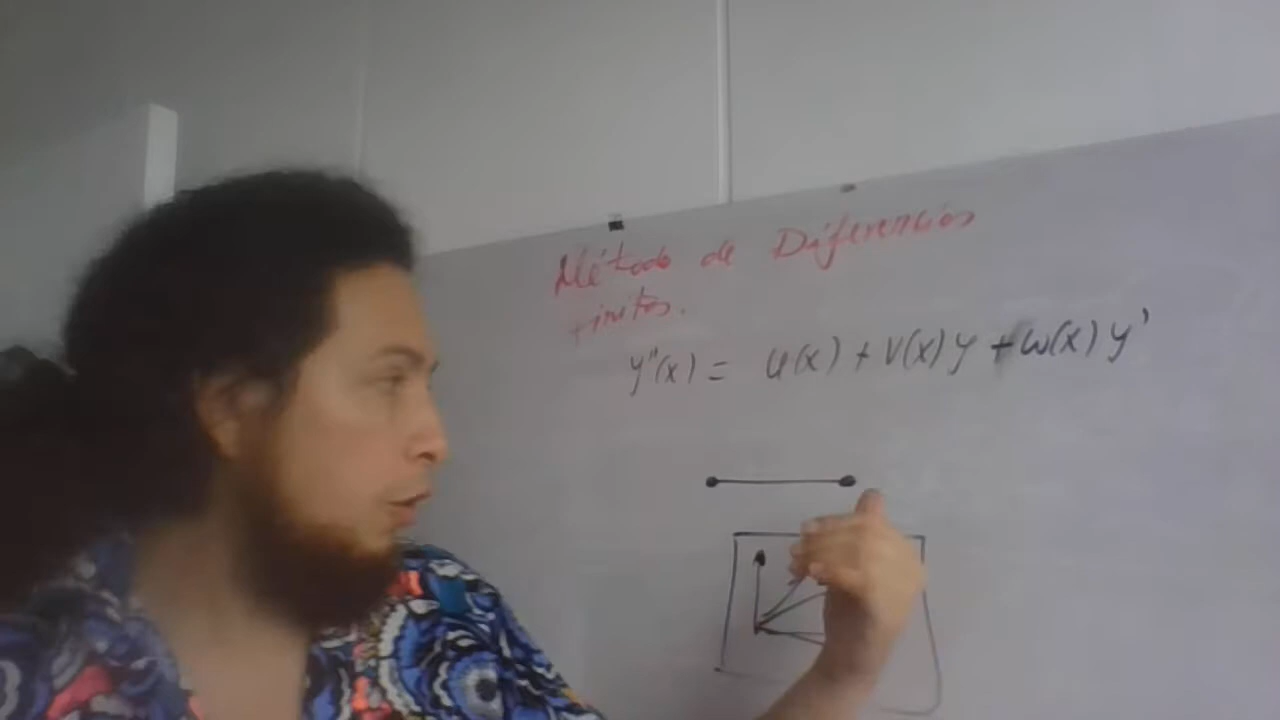 Método de Diferencias
finitas.
y''(x) = u(x) + v(x) y + w(x) y'